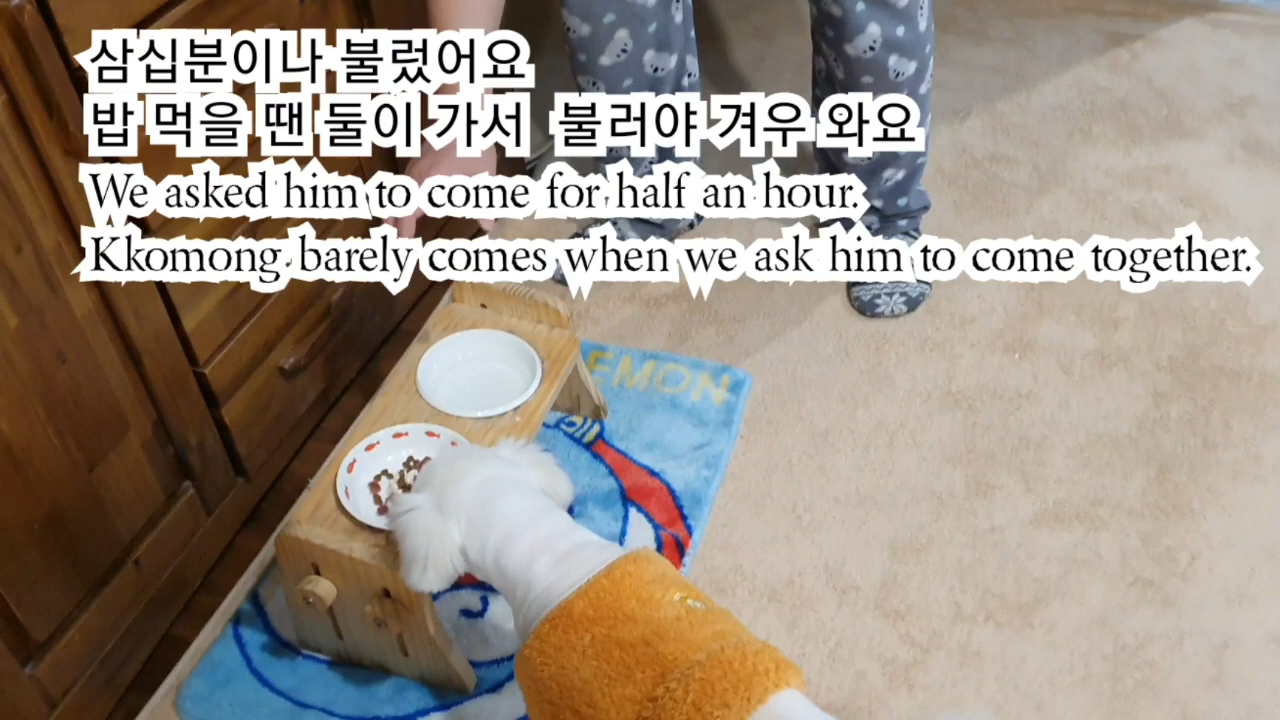 삼십분이나 불렀어요
밥 먹을 땐 둘이 가서 불러야 겨우 와요
We asked him to come for half an hour.
Kkomong barely comes when we ask him to come together.
EMON